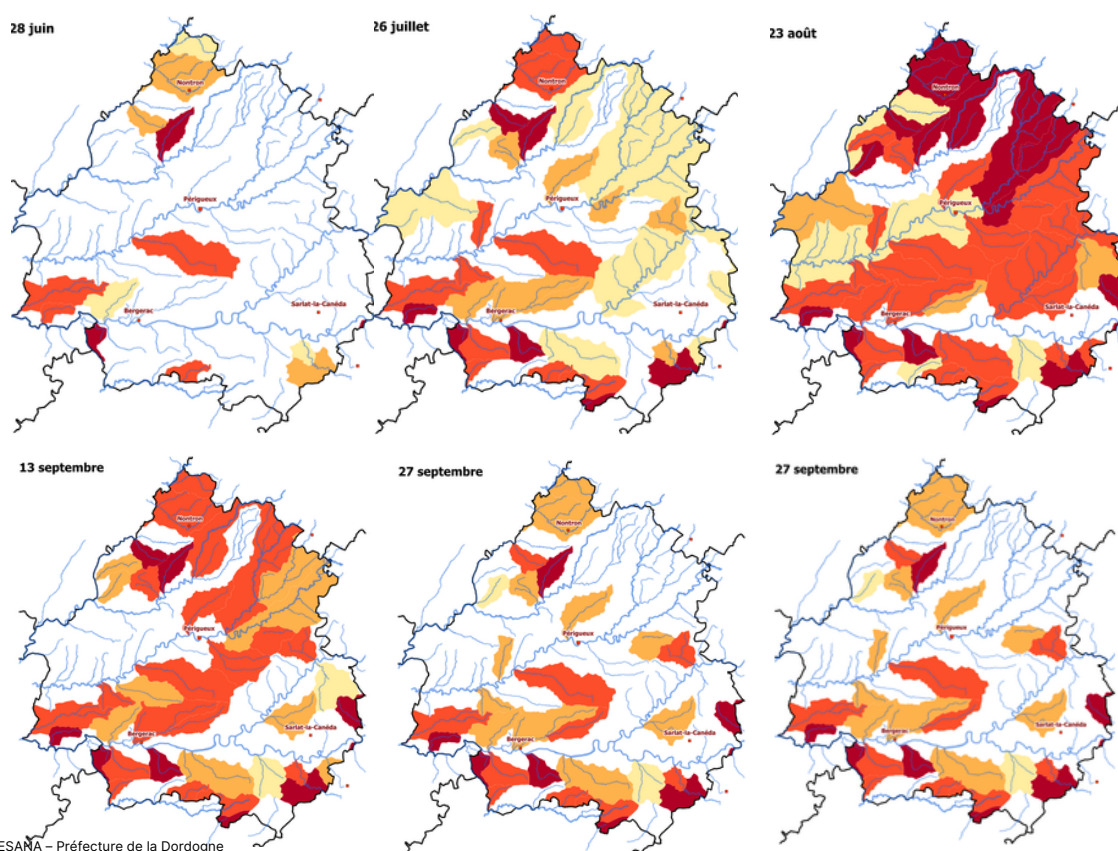 28 juin
26 juillet
23 août
Nontron
Nontron
Nontron
Périgueux
Périgueux
Périgueux
Sarlat-la-Canéda
Sarlat-la-Canéda
Sarlat-la-Canéda
Bergerac
Bergerac
Bergerac
13 septembre
27 septembre
27 septembre
Nontron
Nontron
Nontron
Périgueux
Périgueux
Périgueux
Sarlat-la-Canéda
Sarlat-la-Canéda
Sarlat-la-Canéda
Bergerac
Bergerac
Bergerac
ESANA – Préfecture de la Dordogne